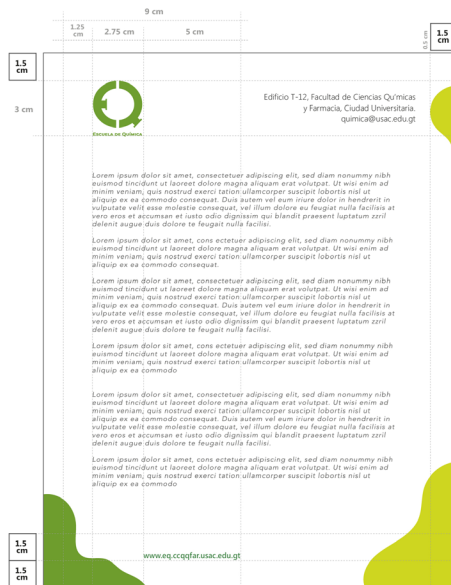 9 cm
1.25
cm
2.75 cm
5 cm
0.5 cm
1.5
cm
1.5
cm
3 cm
ESCUELA DE QUÍMICA
Edificio T-12, Facultad de Ciencias Qu'micas
y Farmacia, Ciudad Universitaria.
quimica@usac.edu.gt
Lorem ipsum dolor sit amet, consectetuer adipiscing elit, sed diam nonummy nibh
euismod tincidunt ut laoreet dolore magna aliquam erat volutpat. Ut wisi enim ad
minim veniam, quis nostrud exerci tation ullamcorper suscipit lobortis nisl ut
aliquip ex ea commodo consequat. Duis autem vel eum iriure dolor in hendrerit in
vulputate velit esse molestie consequat, vel illum dolore eu feugiat nulla facilisis at
vero eros et accumsan et iusto odio dignissim qui blandit praesent luptatum zzril
delenit augue duis dolore te feugait nulla facilisi.
Lorem ipsum dolor sit amet, cons ectetuer adipiscing elit, sed diam nonummy nibh
euismod tincidunt ut laoreet dolore magna aliquam erat volutpat. Ut wisi enim ad
minim veniam, quis nostrud exerci tation ullamcorper suscipit lobortis nisl ut
aliquip ex ea commodo consequat.
Lorem ipsum dolor sit amet, cons ectetuer adipiscing elit, sed diam nonummy nibh
euismod tincidunt ut laoreet dolore magna aliquam erat volutpat. Ut wisi enim ad
minim veniam, quis nostrud exerci tation ullamcorper suscipit lobortis nisl ut
aliquip ex ea commodo consequat. Duis autem vel eum iriure dolor in hendrerit in
vulputate velit esse molestie consequat, vel illum dolore eu feugiat nulla facilisis at
vero eros et accumsan et iusto odio dignissim qui blandit praesent luptatum zzril
delenit augue duis dolore te feugait nulla facilisi.
Lorem ipsum dolor sit amet, cons ectetuer adipiscing elit, sed diam nonummy nibh
euismod tincidunt ut laoreet dolore magna aliquam erat volutpat. Ut wisi enim ad
minim veniam, quis nostrud exerci tation ullamcorper suscipit lobortis nisl ut
aliquip ex ea commodo
Lorem ipsum dolor sit amet, cons ectetuer adipiscing elit, sed diam nonummy nibh
euismod tincidunt ut laoreet dolore magna aliquam erat volutpat. Ut wisi enim ad
minim veniam, quis nostrud exerci tation ullamcorper suscipit lobortis nisl ut
aliquip ex ea commodo consequat. Duis autem vel eum iriure dolor in hendrerit in
vulputate velit esse molestie consequat, vel illum dolore eu feugiat nulla facilisis at
vero eros et accumsan et iusto odio dignissim qui blandit praesent luptatum zzril
delenit augue duis dolore te feugait nulla facilisi.
Lorem ipsum dolor sit amet, cons ectetuer adipiscing elit, sed diam nonummy nibh
euismod tincidunt ut laoreet dolore magna aliquam erat volutpat. Ut wisi enim ad
minim veniam, quis nostrud exerci tation ullamcorper suscipit lobortis nisl ut
aliquip ex ea commodo
1.5
cm
www.eq.ccqqfar.usac.edu.gt
1.5
cm